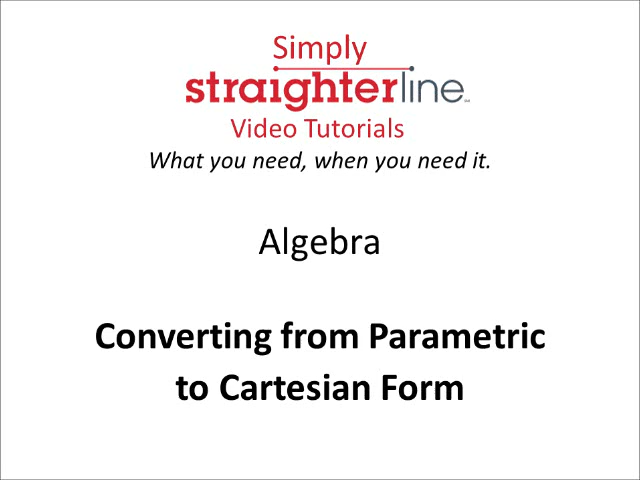 Simply
straighterline
Video Tutorials
What you need, when you need it.
Algebra
Converting from Parametric
to Cartesian Form